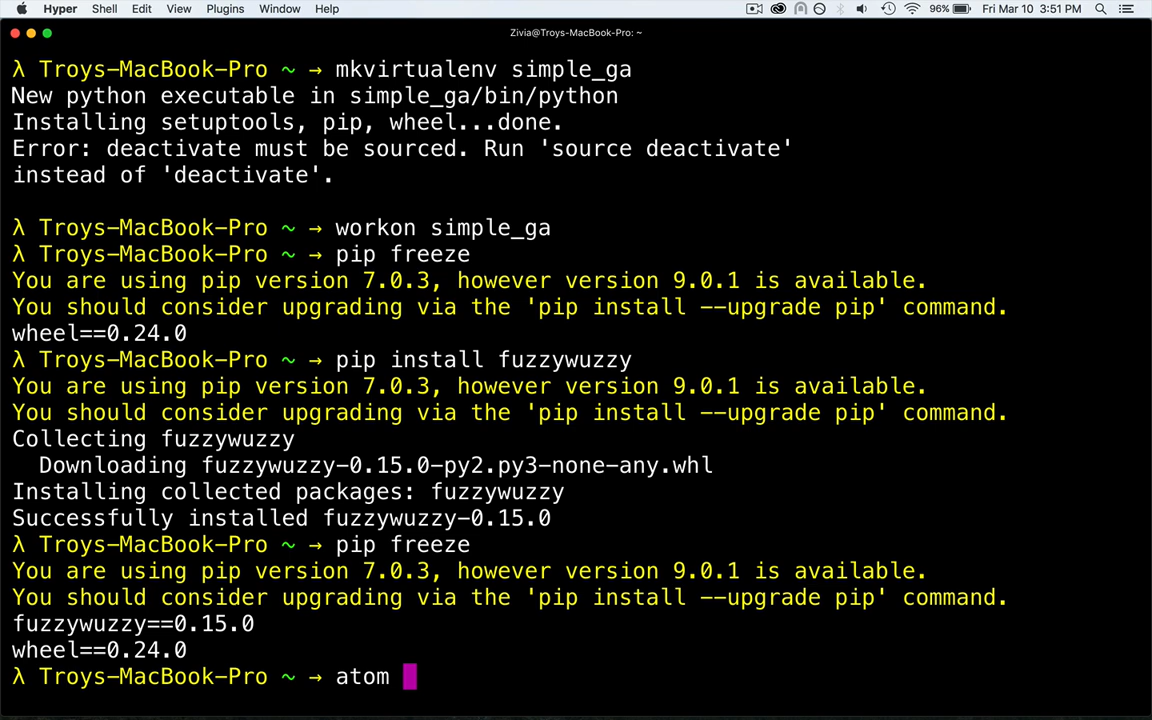 Hyper Shell Edit View Plugins Window Help 96% Fri Mar 10 3:51 PM
Zivia@Troys-MacBook-Pro: ~
λ Troys-MacBook-Pro ~ → mkvirtualenv simple_ga
New python executable in simple_ga/bin/python
Installing setuptools, pip, wheel...done.
Error: deactivate must be sourced. Run 'source deactivate'
instead of 'deactivate'.
λ Troys-MacBook-Pro ~ → workon simple_ga
λ Troys-MacBook-Pro ~ → pip freeze
You are using pip version 7.0.3, however version 9.0.1 is available.
You should consider upgrading via the 'pip install --upgrade pip' command.
wheel==0.24.0
λ Troys-MacBook-Pro ~ → pip install fuzzywuzzy
You are using pip version 7.0.3, however version 9.0.1 is available.
You should consider upgrading via the 'pip install --upgrade pip' command.
Collecting fuzzywuzzy
  Downloading fuzzywuzzy-0.15.0-py2.py3-none-any.whl
Installing collected packages: fuzzywuzzy
Successfully installed fuzzywuzzy-0.15.0
λ Troys-MacBook-Pro ~ → pip freeze
You are using pip version 7.0.3, however version 9.0.1 is available.
You should consider upgrading via the 'pip install --upgrade pip' command.
fuzzywuzzy==0.15.0
wheel==0.24.0
λ Troys-MacBook-Pro ~ → atom